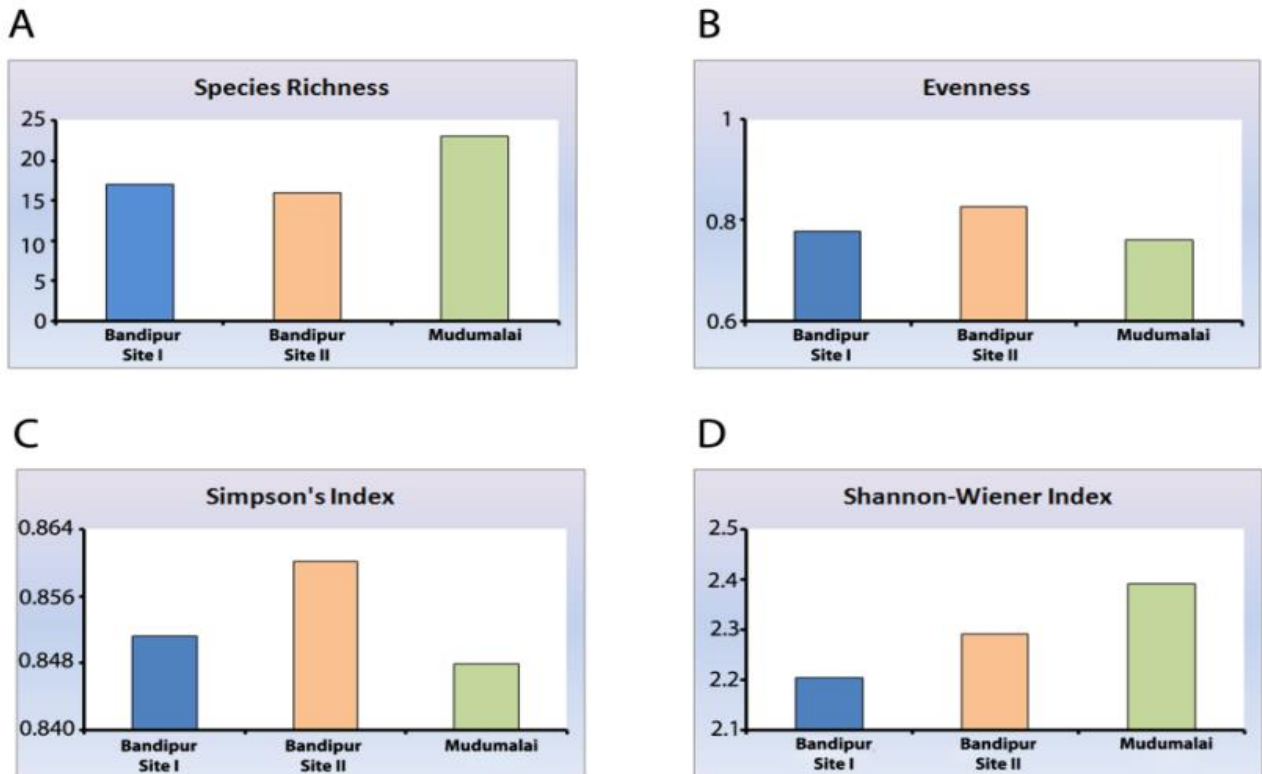 A
Species Richness
25
20
15
10
5
0
Bandipur
Site I
Bandipur
Site II
Mudumalai
B
Evenness
1
0.8
0.6
Bandipur
Site I
Bandipur
Site II
Mudumalai
C
Simpson's Index
0.864
0.856
0.848
0.840
Bandipur
Site I
Bandipur
Site II
Mudumalai
D
Shannon-Wiener Index
2.5
2.4
2.3
2.2
2.1
Bandipur
Site I
Bandipur
Site II
Mudumalai